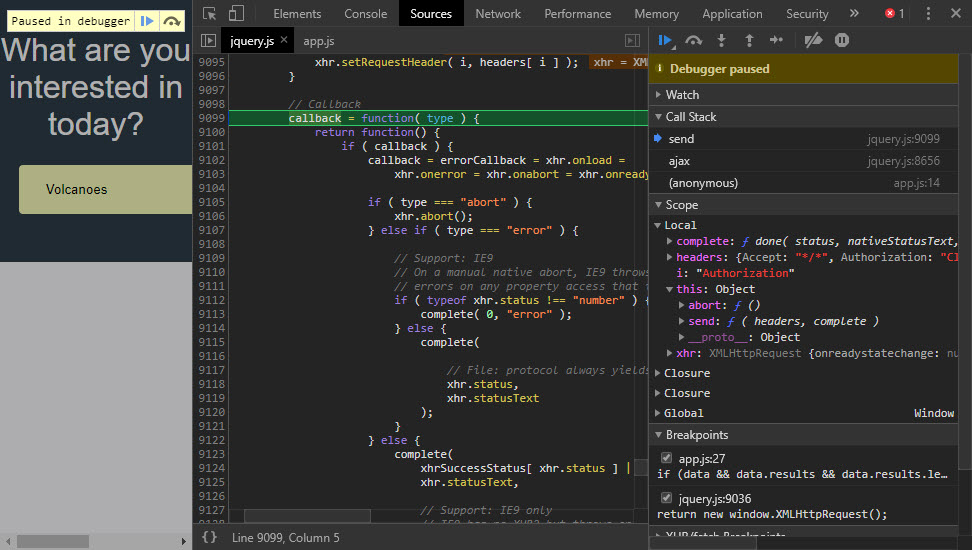 Paused in debugger
What are you
interested in
today?
Volcanoes
Elements Console Sources Network Performance Memory Application Security » 1
jquery.js × app.js
9095 xhr.setRequestHeader( i, headers[ i ] ); xhr = XM
9096 }
9097
9098 // Callback
9099 callback = function( type ) {
9100 return function() {
9101 if ( callback ) {
9102 callback = errorCallback = xhr.onload =
9103 xhr.onerror = xhr.onabort = xhr.onready
9104
9105 if ( type === "abort" ) {
9106 xhr.abort();
9107 } else if ( type === "error" ) {
9108
9109 // Support: IE9
9110 // On a manual native abort, IE9 throws
9111 // errors on any property access that
9112 if ( typeof xhr.status !== "number" ) {
9113 complete( 0, "error" );
9114 } else {
9115 complete(
9116
9117 // File: protocol always yields
9118 xhr.status,
9119 xhr.statusText
9120 );
9121 }
9122 } else {
9123 complete(
9124 xhrSuccessStatus[ xhr.status ] |
9125 xhr.statusText,
9126
9127 // Support: IE9 only
{} Line 9099, Column 5
Debugger paused
Watch
Call Stack
send jquery.js:9099
ajax jquery.js:8656
(anonymous) app.js:14
Scope
Local
complete: ƒ done( status, nativeStatusText,
headers: {Accept: "*/*", Authorization: "Cl
i: "Authorization"
this: Object
abort: ƒ ()
send: ƒ ( headers, complete )
__proto__: Object
xhr: XMLHttpRequest {onreadystatechange: nu
Closure
Closure
Global Window
Breakpoints
app.js:27
if (data && data.results && data.results.le…
jquery.js:9036
return new window.XMLHttpRequest();
XHR/fetch Breakpoints